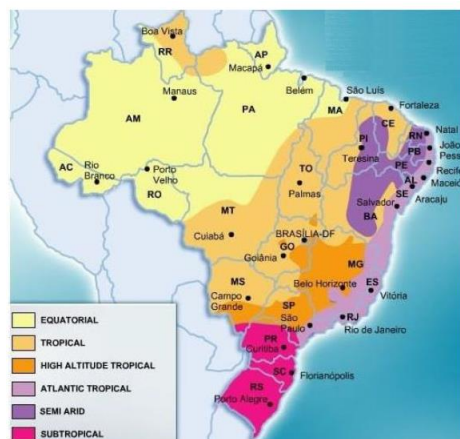 Boa Vista
RR
AP
Macapá
Manaus
Belém
São Luís
AM
PA
MA
Fortaleza
CE
RN
Natal
PI
Teresina
PB
João
Pess
PE
Recife
AC
Rio
Branco
Porto
Velho
RO
TO
Palmas
AL
Maceió
SE
Aracaju
Salvador
BA
MT
Cuiabá
BRASÍLIA-DF
GO
Goiânia
MG
MS
Campo
Grande
Belo Horizonte
ES
Vitória
SP
São
Paulo
RJ
Rio de Janeiro
PR
Curitiba
SC
Florianópolis
RS
Porto Alegre
EQUATORIAL
TROPICAL
HIGH ALTITUDE TROPICAL
ATLANTIC TROPICAL
SEMI ARID
SUBTROPICAL